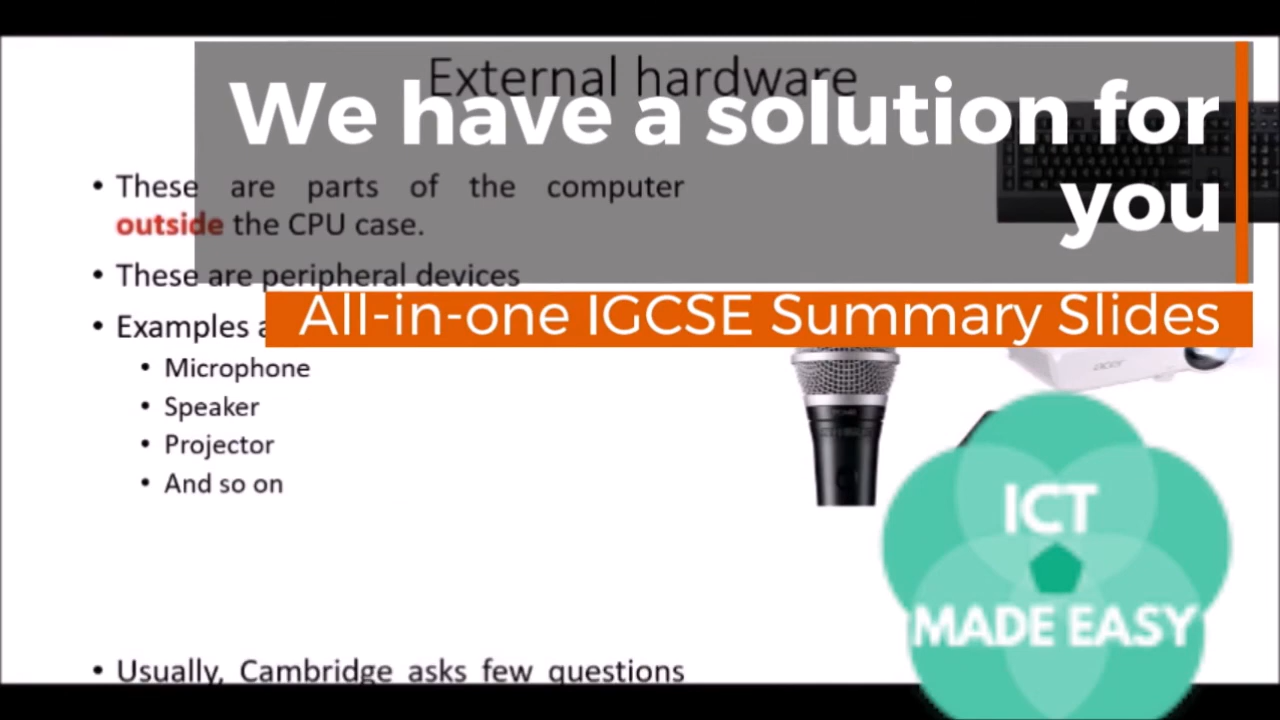 External hardware
We have a solution for
you
• These are parts of the computer
outside the CPU case.
• These are peripheral devices
All-in-one IGCSE Summary Slides
• Examples
• Microphone
• Speaker
• Projector
• And so on
acer
ICT
MADE EASY
• Usually, Cambridge asks few questions